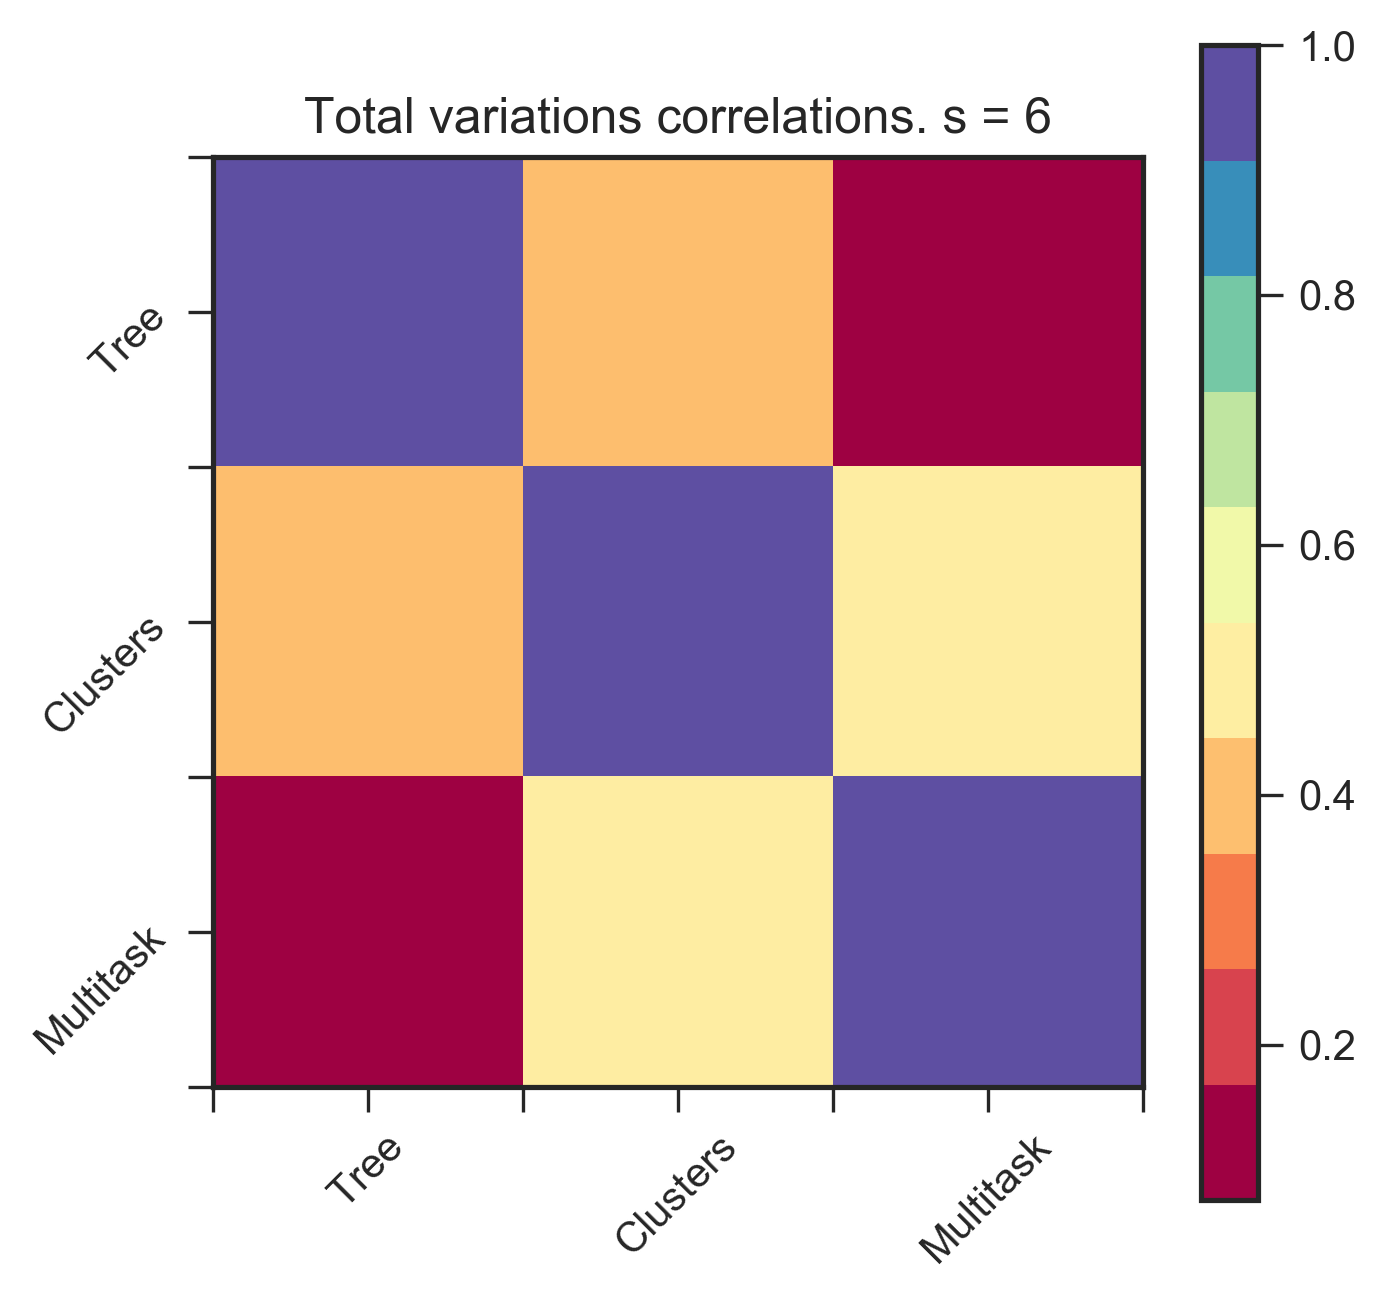 Total variations correlations. s = 6
Tree
Clusters
Multitask
Tree
Clusters
Multitask
1.0
0.8
0.6
0.4
0.2